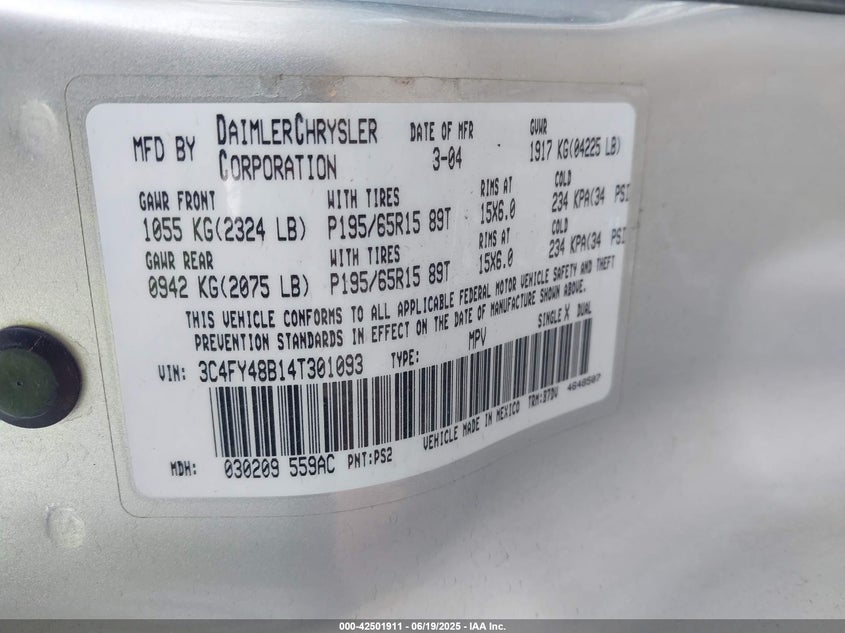 MFD BY DAIMLERCHRYSLER CORPORATION DATE OF MFR 3-04 GVWR 1917 KG(04225 LB)
GAWR FRONT WITH TIRES RIMS AT COLD
1055 KG(2324 LB) P195/65R15 89T 15X6.0 234 KPA(34 PSI
GAWR REAR WITH TIRES RIMS AT COLD
0942 KG(2075 LB) P195/65R15 89T 15X6.0 234 KPA(34 PSI
THIS VEHICLE CONFORMS TO ALL APPLICABLE FEDERAL MOTOR VEHICLE SAFETY AND THEFT
PREVENTION STANDARDS IN EFFECT ON THE DATE OF MANUFACTURE SHOWN ABOVE.
VIN: 3C4FY48B14T301093 TYPE: MPV SINGLE X DUAL
MDH: 030209 559AC PNT:PS2 VEHICLE MADE IN MEXICO TRM: 4648507
000-42501911 - 06/19/2025 - IAA Inc.